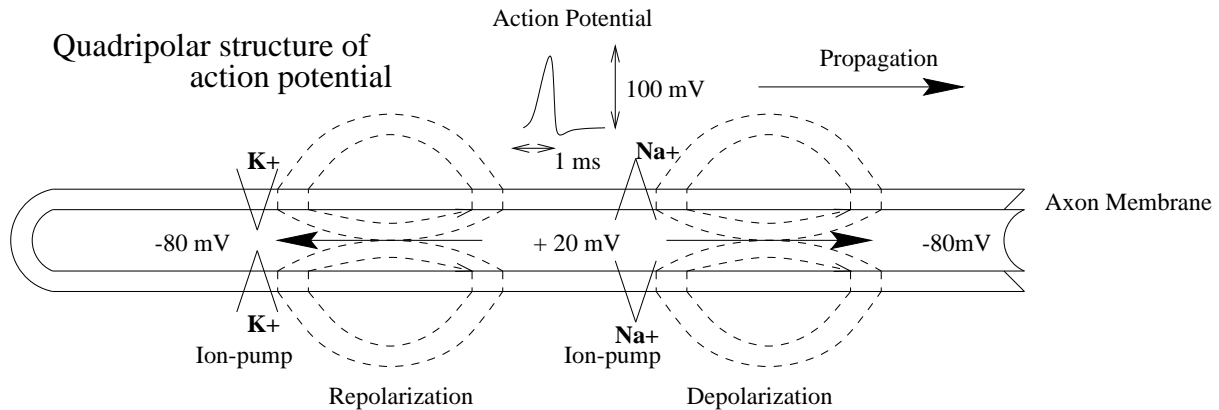 Action Potential
Quadripolar structure of
action potential
Propagation
100 mV
1 ms
K+
Na+
Axon Membrane
-80 mV
+ 20 mV
-80mV
K+
Na+
Ion-pump
Ion-pump
Repolarization
Depolarization